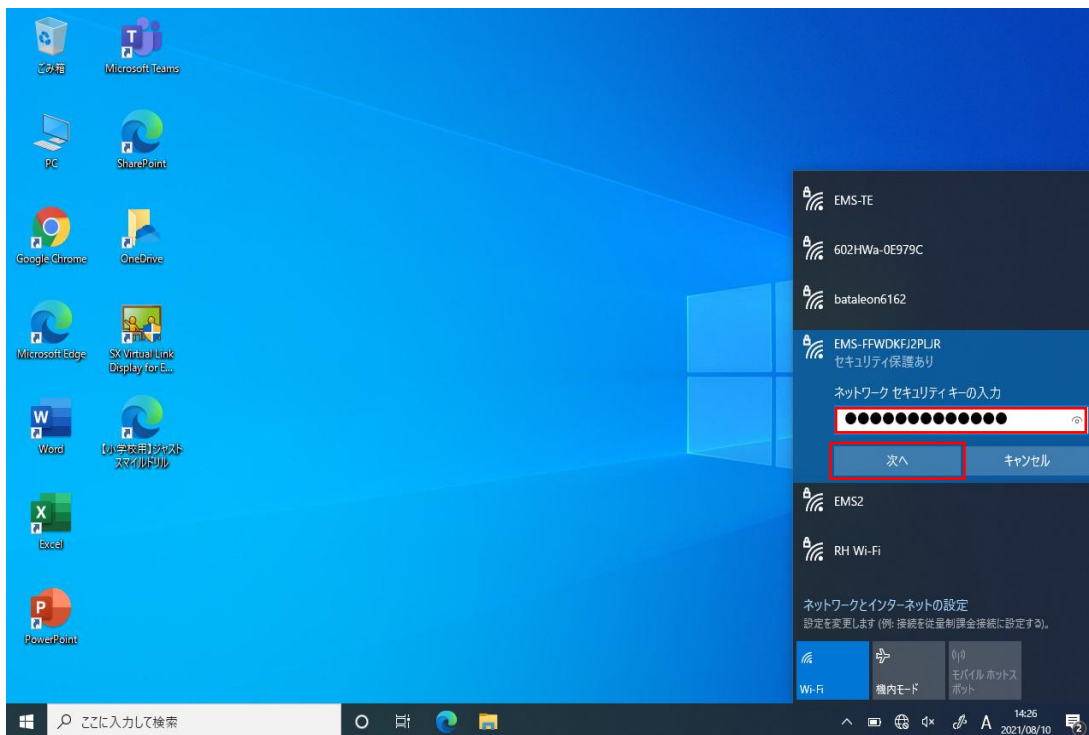 ごみ箱
Microsoft Teams
PC
SharePoint
Google Chrome
OneDrive
Microsoft Edge
SX Virtual Link
Display for E...
Word
【小学校用】ジャスト
スマイルドリル
Excel
PowerPoint
EMS-TE
602HWa-0E979C
bataleon6162
EMS-FFWDKFJ2PLJR
セキュリティ保護あり
ネットワーク セキュリティ キーの入力
●●●●●●●●●●●●●
次へ
キャンセル
EMS2
RH Wi-Fi
ネットワークとインターネットの設定
設定を変更します (例: 接続を従量制課金接続に設定する)。
Wi-Fi
機内モード
モバイル ホットス
ポット
ここに入力して検索
A
14:26
2021/08/10
2